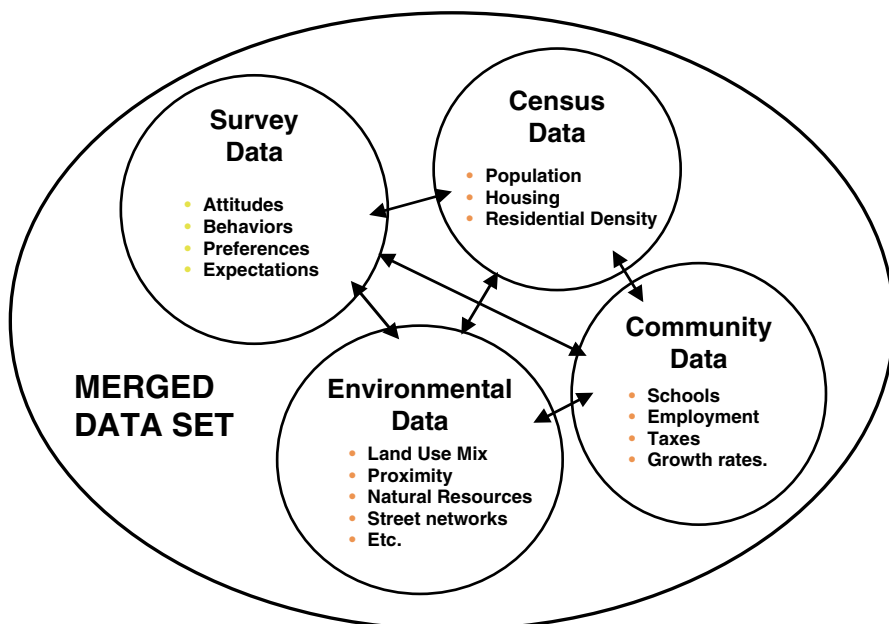 Survey
Data
• Attitudes
• Behaviors
• Preferences
• Expectations
Census
Data
• Population
• Housing
• Residential Density
Community
Data
• Schools
• Employment
• Taxes
• Growth rates.
Environmental
Data
• Land Use Mix
• Proximity
• Natural Resources
• Street networks
• Etc.
MERGED
DATA SET